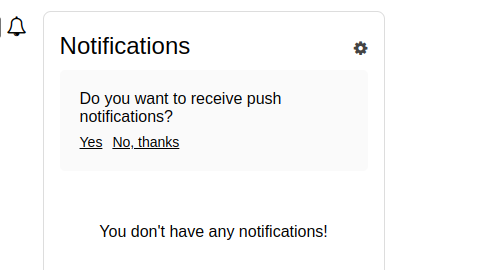 Notifications
Do you want to receive push
notifications?
Yes No, thanks
You don't have any notifications!